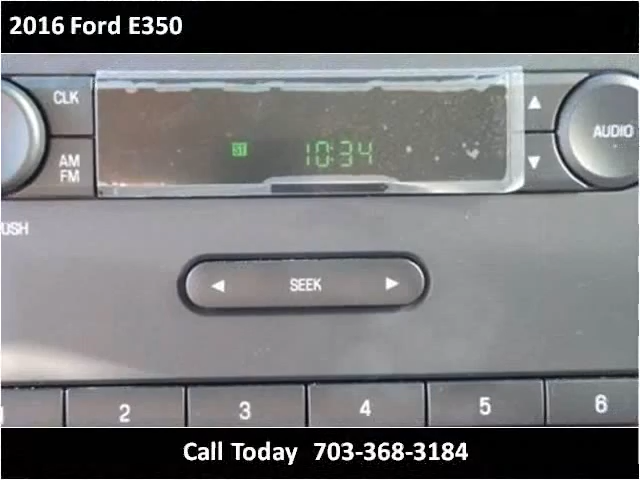 2016 Ford E350
CLK
ST 10:34
AUDIO
AM
FM
USH
SEEK
2 3 4 5 6
Call Today 703-368-3184